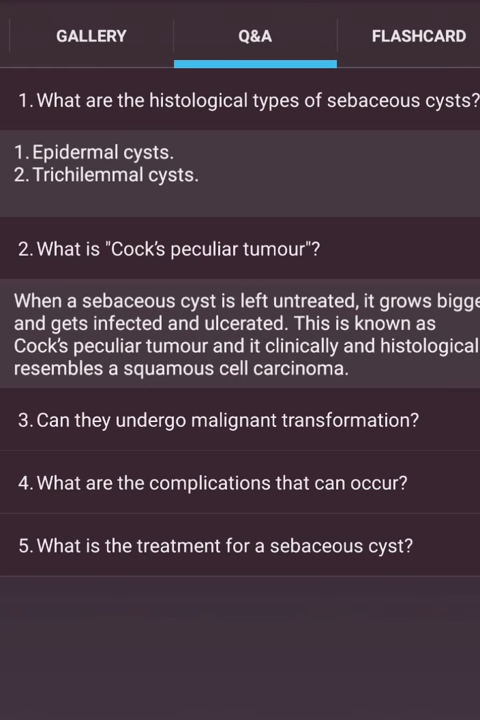 GALLERY Q&A FLASHCARD
1. What are the histological types of sebaceous cysts?
1. Epidermal cysts.
2. Trichilemmal cysts.
2. What is "Cock's peculiar tumour"?
When a sebaceous cyst is left untreated, it grows bigge
and gets infected and ulcerated. This is known as
Cock's peculiar tumour and it clinically and histological
resembles a squamous cell carcinoma.
3. Can they undergo malignant transformation?
4. What are the complications that can occur?
5. What is the treatment for a sebaceous cyst?